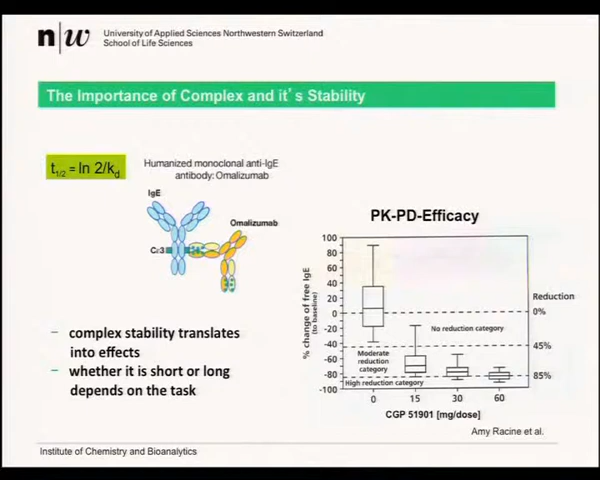 n|w
University of Applied Sciences Northwestern Switzerland
School of Life Sciences
The Importance of Complex and it's Stability
t1/2 = ln 2/kd
Humanized monoclonal anti-IgE
antibody: Omalizumab
IgE
Omalizumab
Cε3
– complex stability translates
into effects
– whether it is short or long
depends on the task
PK-PD-Efficacy
% change of free IgE
(to baseline)
100
80
60
40
20
0
-20
-40
-60
-80
-100
Reduction
0%
45%
85%
No reduction category
Moderate
reduction
category
High reduction category
0 15 30 60
CGP 51901 [mg/dose]
Amy Racine et al.
Institute of Chemistry and Bioanalytics